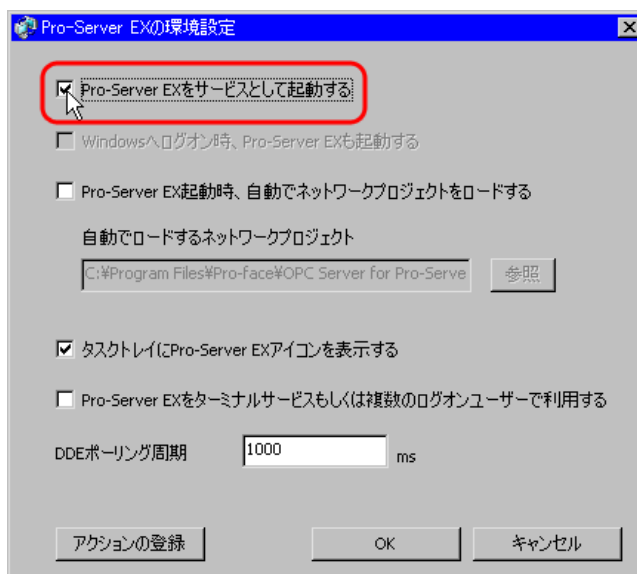 Pro-Server EXの環境設定
Pro-Server EXをサービスとして起動する
Windowsへログオン時、Pro-Server EXも起動する
Pro-Server EX起動時、自動でネットワークプロジェクトをロードする
自動でロードするネットワークプロジェクト
C:¥Program Files¥Pro-face¥OPC Server for Pro-Serve
参照
タスクトレイにPro-Server EXアイコンを表示する
Pro-Server EXをターミナルサービスもしくは複数のログオンユーザーで利用する
DDEポーリング周期 1000 ms
アクションの登録 OK キャンセル